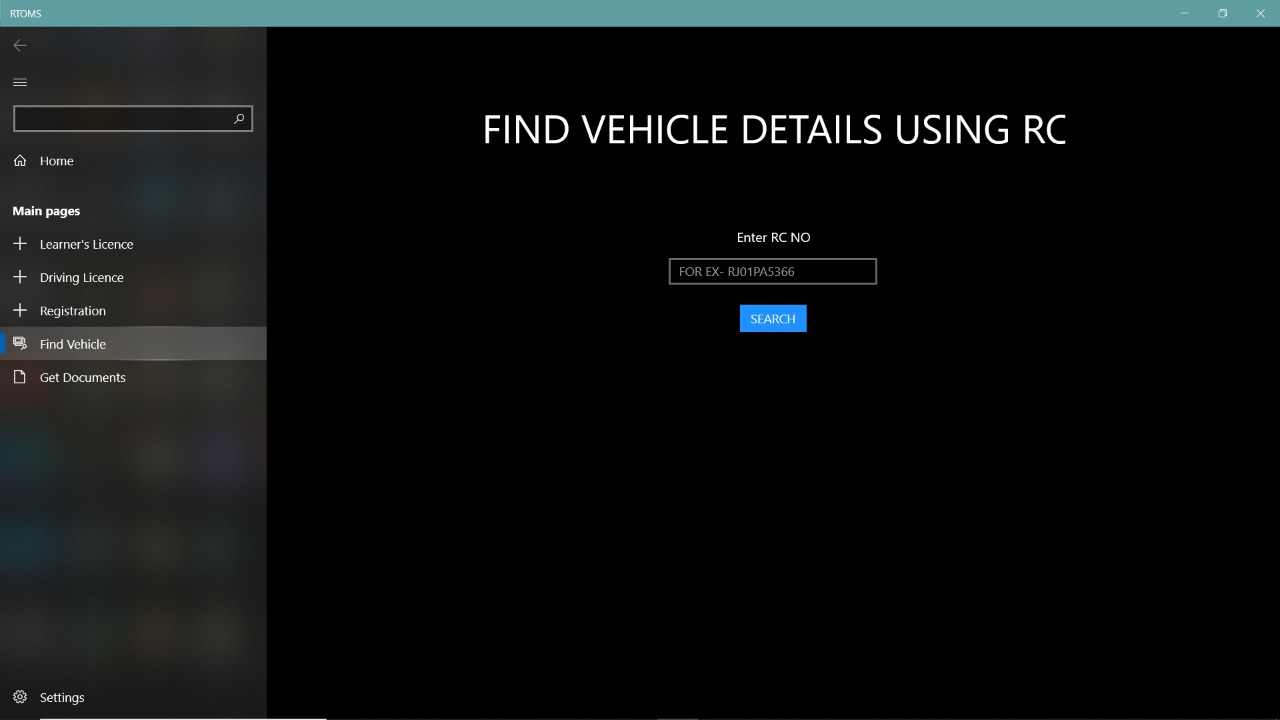 RTOMS
Home
Main pages
Learner's Licence
Driving Licence
Registration
Find Vehicle
Get Documents
Settings
FIND VEHICLE DETAILS USING RC
Enter RC NO
FOR EX- RJ01PA5366
SEARCH